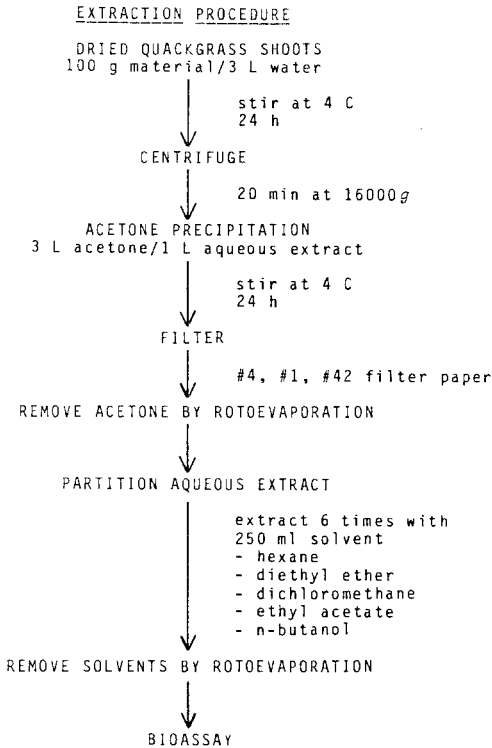 EXTRACTION PROCEDURE
DRIED QUACKGRASS SHOOTS
100 g material/3 L water
stir at 4 C
24 h
CENTRIFUGE
20 min at 16000g
ACETONE PRECIPITATION
3 L acetone/1 L aqueous extract
stir at 4 C
24 h
FILTER
#4, #1, #42 filter paper
REMOVE ACETONE BY ROTOEVAPORATION
PARTITION AQUEOUS EXTRACT
extract 6 times with
250 ml solvent
- hexane
- diethyl ether
- dichloromethane
- ethyl acetate
- n-butanol
REMOVE SOLVENTS BY ROTOEVAPORATION
BIOASSAY